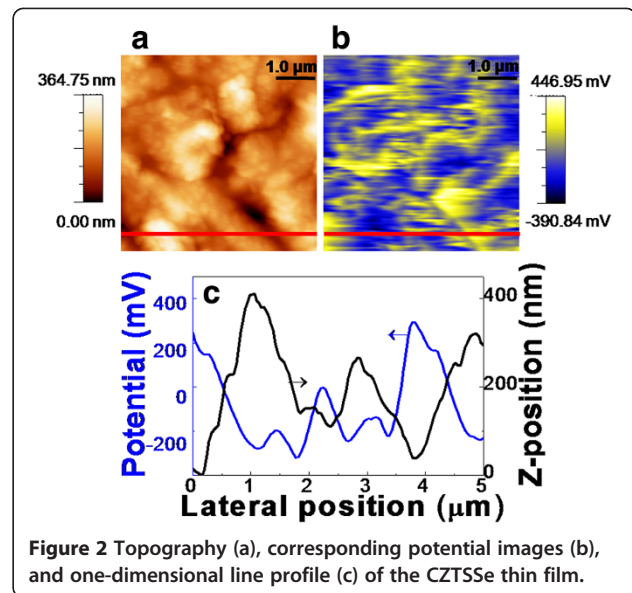 a b
1.0 µm 1.0 µm
364.75 nm 446.95 mV
0.00 nm -390.84 mV
c
Potential (mV)
400
200
0
-200
Z-position (nm)
400
200
0
0 1 2 3 4 5
Lateral position (µm)
Figure 2 Topography (a), corresponding potential images (b),
and one-dimensional line profile (c) of the CZTSSe thin film.